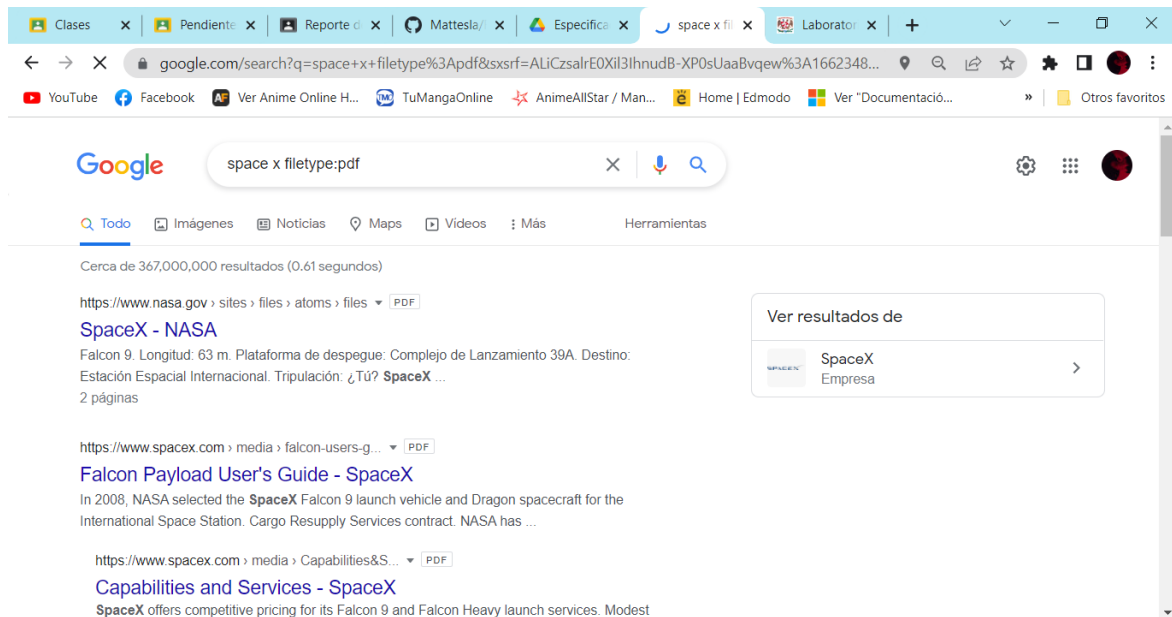 Clases
Pendiente
Reporte d
Mattesla/
Especifica
space x fil
Laborator
google.com/search?q=space+x+filetype%3Apdf&sxsrf=ALiCzsalrE0Xil3IhnudB-XP0sUaaBvqew%3A1662348...
YouTube
Facebook
AF Ver Anime Online H...
TMO TuMangaOnline
AnimeAllStar / Man...
ë Home | Edmodo
Ver "Documentació...
»
Otros favoritos
Google
space x filetype:pdf
Todo
Imágenes
Noticias
Maps
Vídeos
Más
Herramientas
Cerca de 367,000,000 resultados (0.61 segundos)
https://www.nasa.gov › sites › files › atoms › files PDF
SpaceX - NASA
Falcon 9. Longitud: 63 m. Plataforma de despegue: Complejo de Lanzamiento 39A. Destino:
Estación Espacial Internacional. Tripulación: ¿Tú? SpaceX ...
2 páginas
https://www.spacex.com › media › falcon-users-g... PDF
Falcon Payload User's Guide - SpaceX
In 2008, NASA selected the SpaceX Falcon 9 launch vehicle and Dragon spacecraft for the
International Space Station. Cargo Resupply Services contract. NASA has ...
https://www.spacex.com › media › Capabilities&S... PDF
Capabilities and Services - SpaceX
SpaceX offers competitive pricing for its Falcon 9 and Falcon Heavy launch services. Modest
Ver resultados de
SPACEX
SpaceX
Empresa